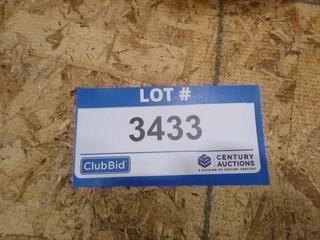 LOT #
3433
ClubBid
CENTURY
AUCTIONS
A DIVISION OF CENTURY SERVICES